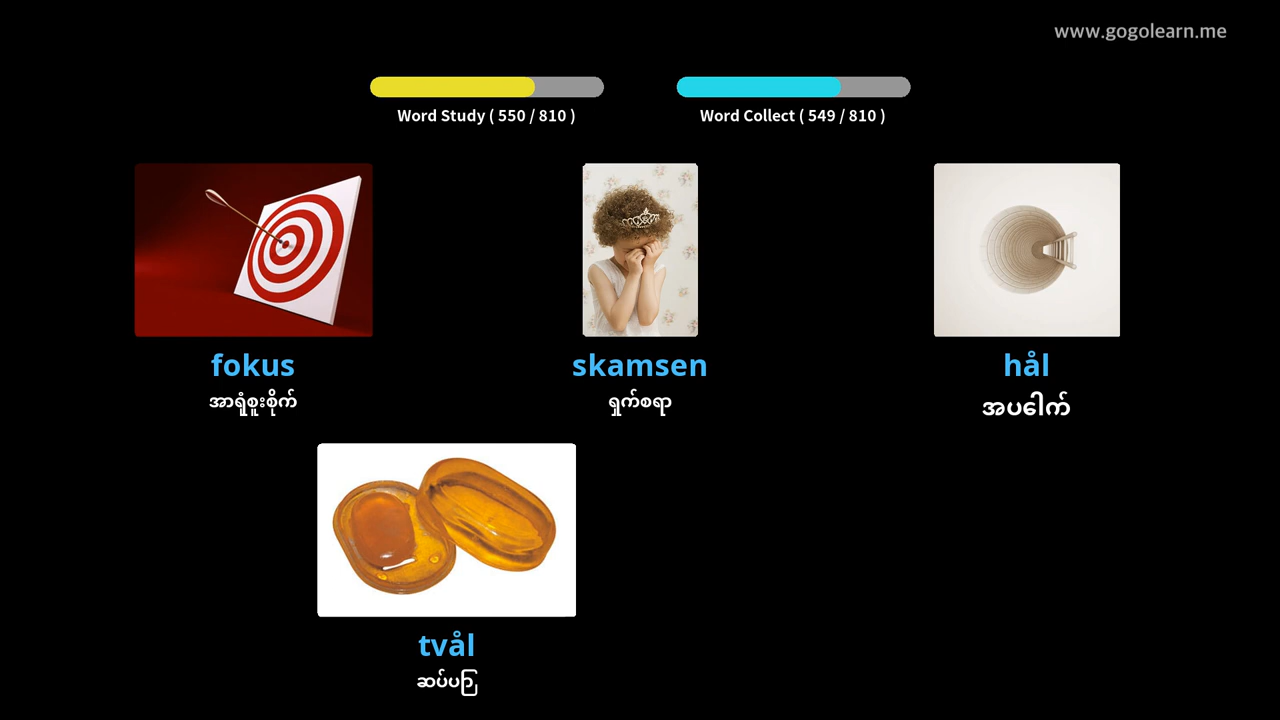 www.gogolearn.me
Word Study ( 550 / 810 )
Word Collect ( 549 / 810 )
fokus
အာရုံစူးစိုက်
skamsen
ရှက်စရာ
hål
အပေါက်
tvål
ဆပ်ပြာ